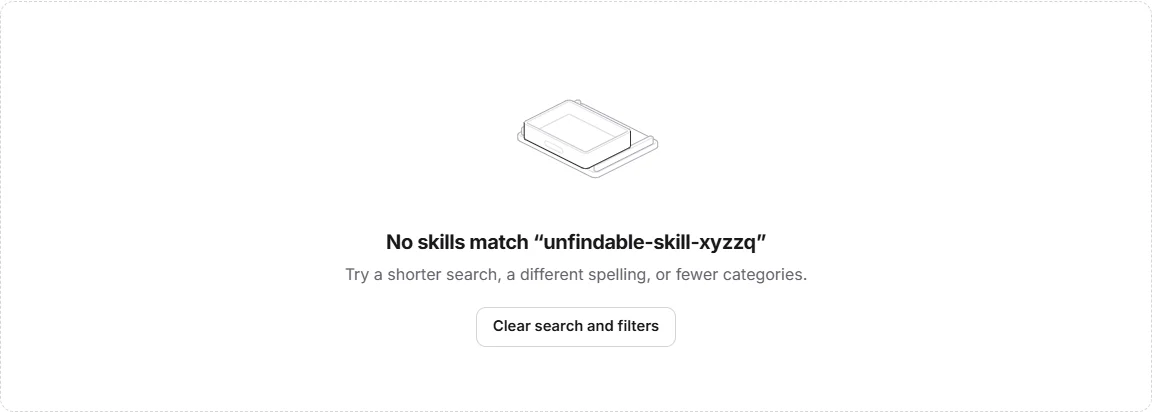 No skills match “unfindable-skill-xyzzq”
Try a shorter search, a different spelling, or fewer categories.
Clear search and filters